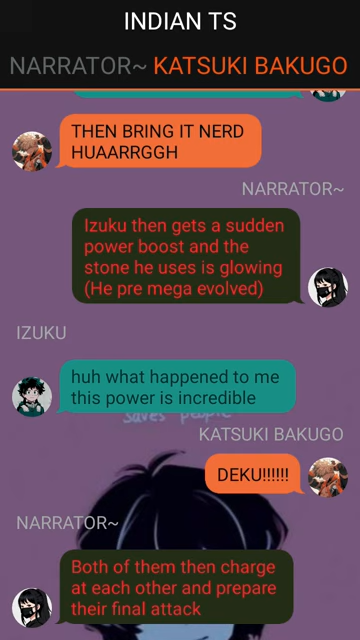 INDIAN TS
NARRATOR~ KATSUKI BAKUGO
THEN BRING IT NERD
HUAARRGGH
NARRATOR~
Izuku then gets a sudden
power boost and the
stone he uses is glowing
(He pre mega evolved)
IZUKU
huh what happened to me
this power is incredible
saves people
KATSUKI BAKUGO
DEKU!!!!!!
NARRATOR~
Both of them then charge
at each other and prepare
their final attack